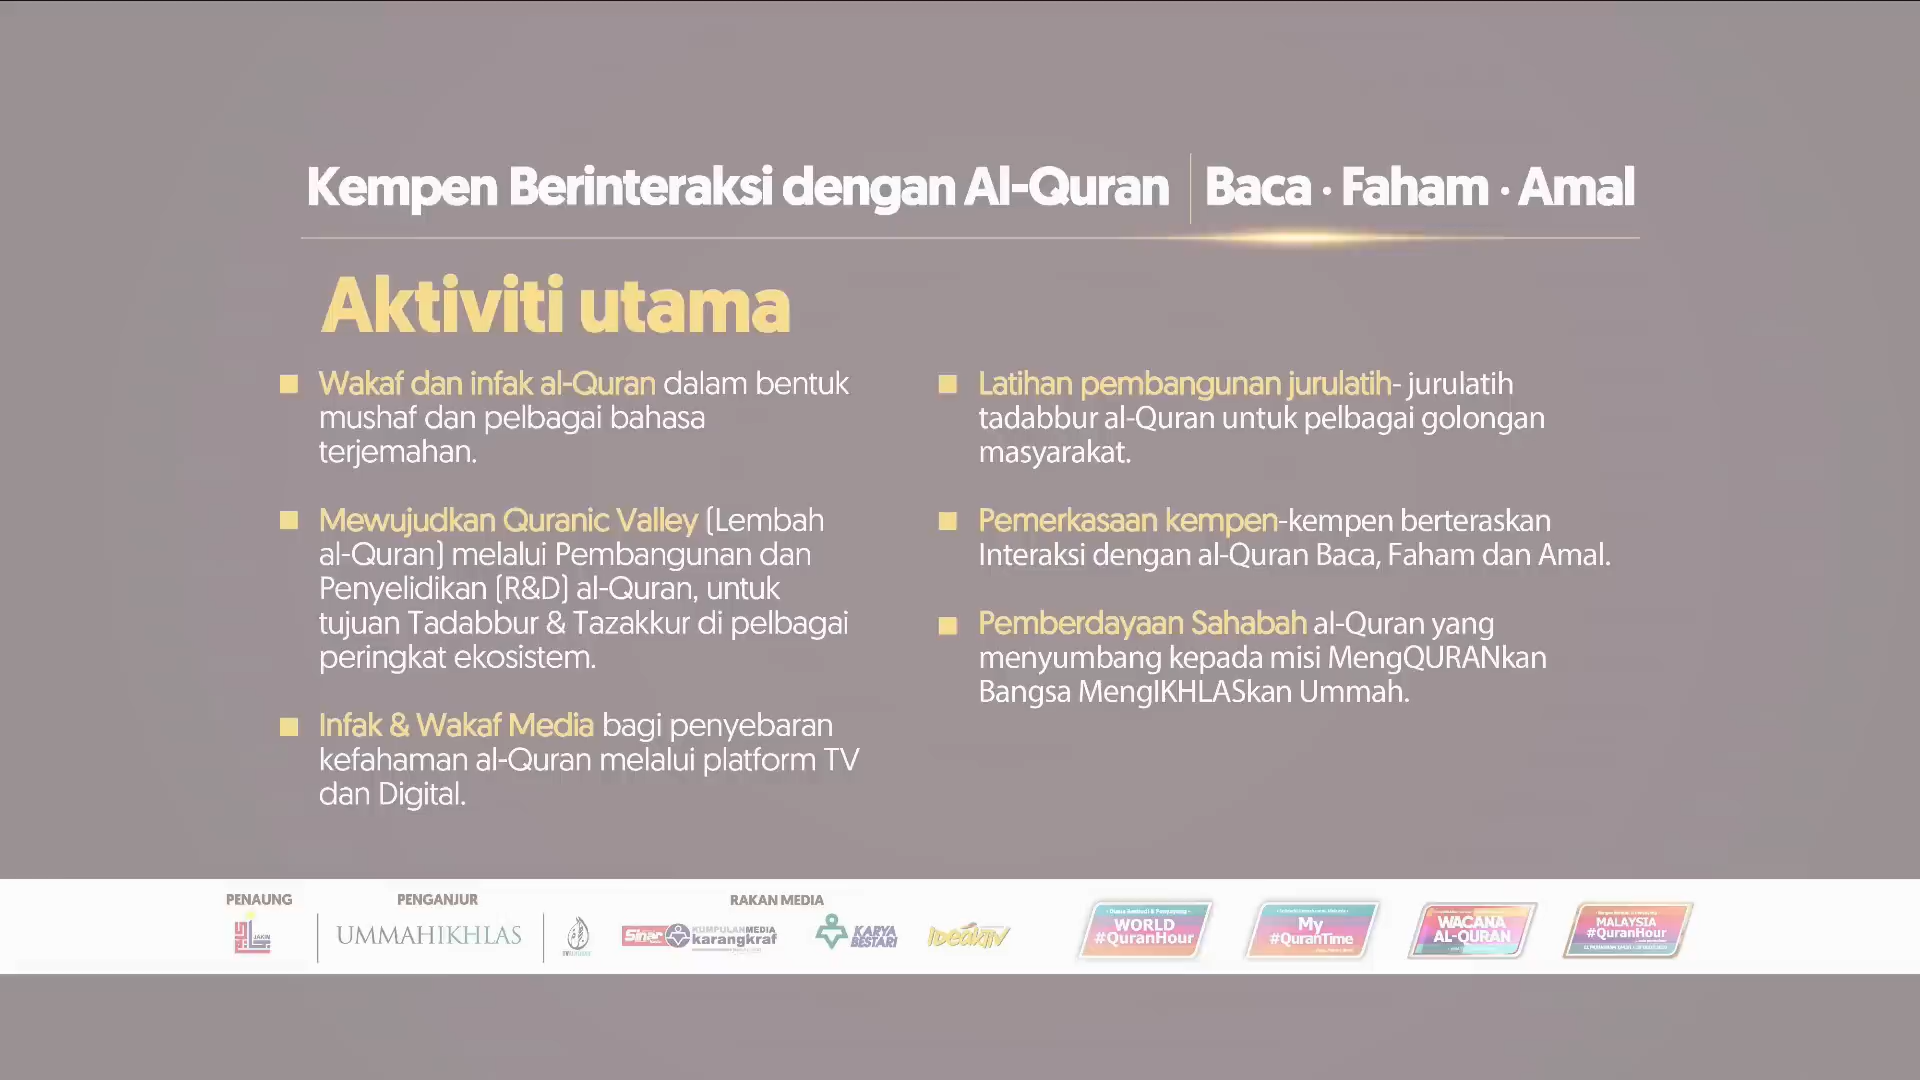 Kempen Berinteraksi dengan Al-Quran Baca · Faham · Amal
Aktiviti utama
Wakaf dan infak al-Quran dalam bentuk
mushaf dan pelbagai bahasa
terjemahan.
Mewujudkan Quranic Valley (Lembah
al-Quran) melalui Pembangunan dan
Penyelidikan (R&D) al-Quran, untuk
tujuan Tadabbur & Tazakkur di pelbagai
peringkat ekosistem.
Infak & Wakaf Media bagi penyebaran
kefahaman al-Quran melalui platform TV
dan Digital.
Latihan pembangunan jurulatih- jurulatih
tadabbur al-Quran untuk pelbagai golongan
masyarakat.
Pemerkasaan kempen-kempen berteraskan
Interaksi dengan al-Quran Baca, Faham dan Amal.
Pemberdayaan Sahabah al-Quran yang
menyumbang kepada misi MengQURANkan
Bangsa MengIKHLASkan Ummah.
PENAUNG
JAKIM
PENGANJUR
UMMAHIKHLAS
RAKAN MEDIA
Sinar
KUMPULANMEDIA
karangkraf
KARYA
BESTARI
IDeaKTiV
WORLD
#QuranHour
My
#QuranTime
WACANA
AL-QURAN
MALAYSIA
#QuranHour